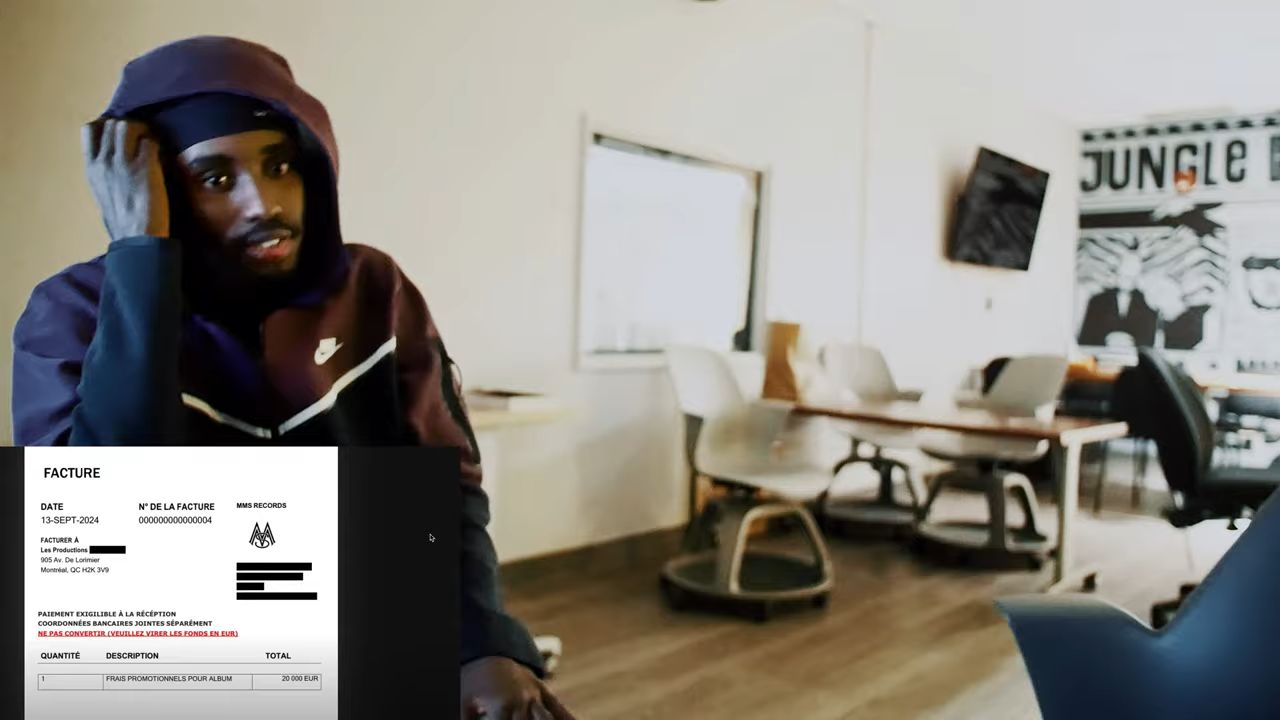 JUNGLE
FACTURE
DATE
N° DE LA FACTURE
MMS RECORDS
13-SEPT-2024
000000000000004
FACTURER À
Les Productions
905 Av. De Lorimier
Montréal, QC H2K 3V9
PAIEMENT EXIGILIBLE À LA RÉCÉPTION
COORDONNÉES BANCAIRES JOINTES SÉPARÉMENT
NE PAS CONVERTIR (VEUILLEZ VIRER LES FONDS EN EUR)
QUANTITÉ DESCRIPTION TOTAL
1 FRAIS PROMOTIONNELS POUR ALBUM 20 000 EUR